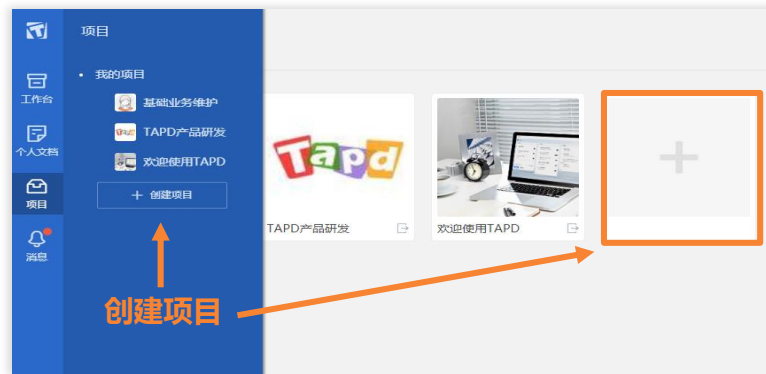 项目
我的项目
工作台
基础业务维护
个人文档
TAPD产品研发
欢迎使用TAPD
项目
+ 创建项目
消息
Tapd
TAPD产品研发
欢迎使用TAPD
创建项目